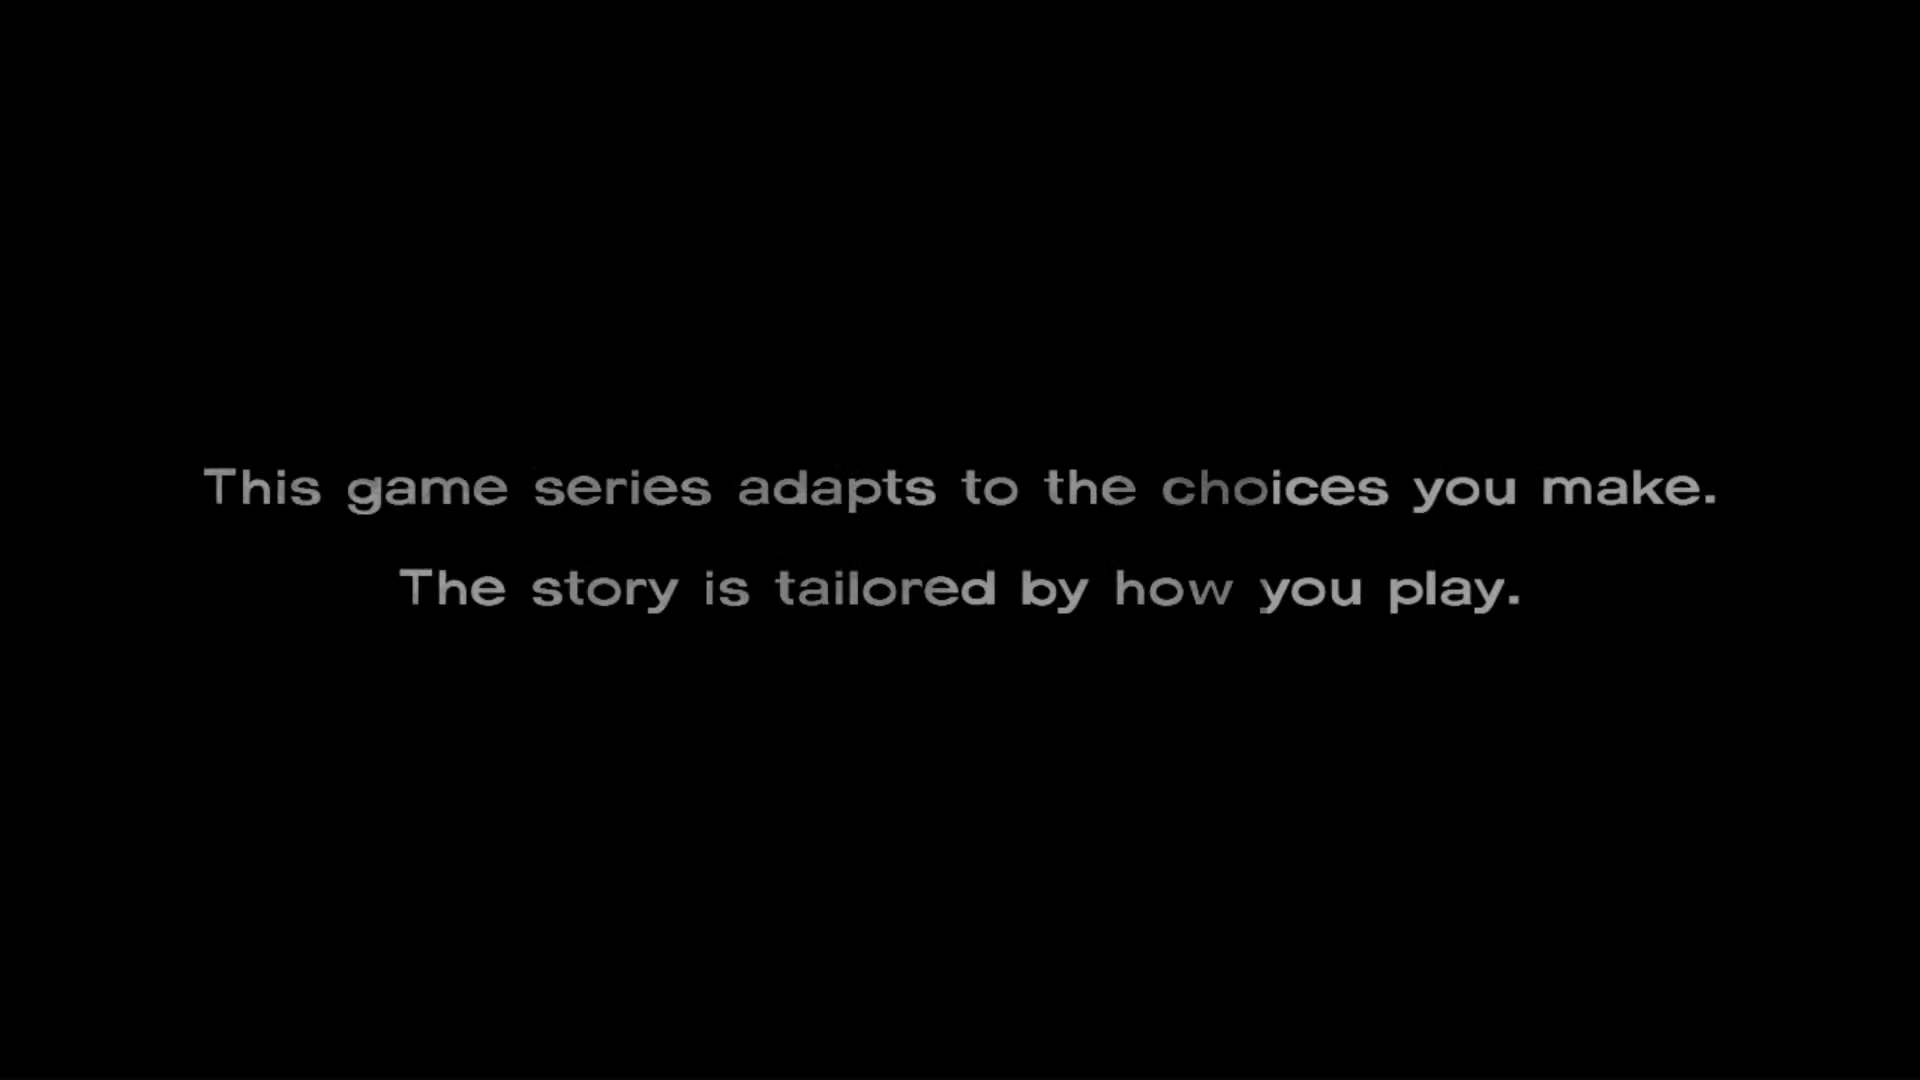 This game series adapts to the choices you make.
The story is tailored by how you play.